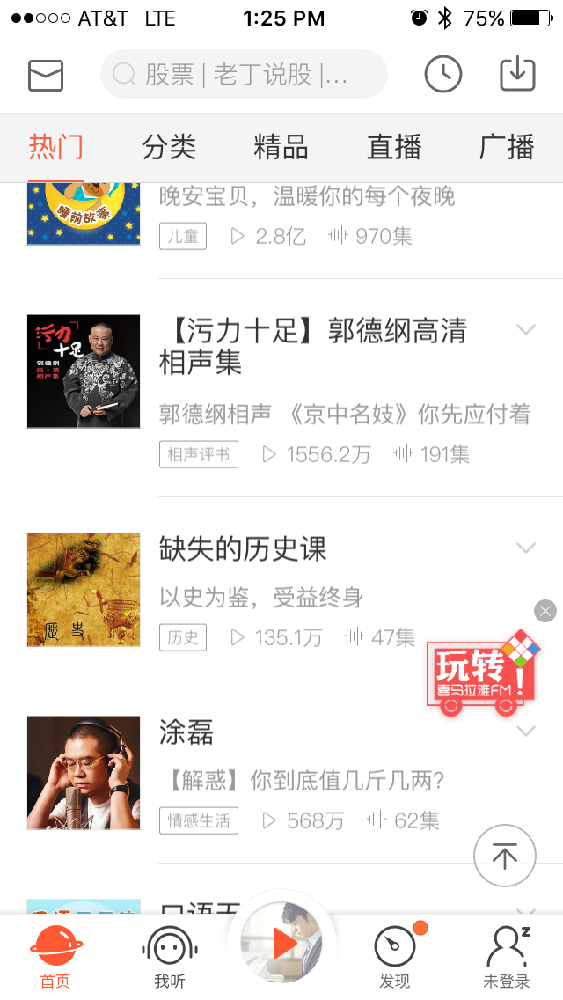 AT&T LTE 1:25 PM 75%
股票 | 老丁说股 |...
热门 分类 精品 直播 广播
睡前故事
晚安宝贝，温暖你的每个夜晚
儿童 2.8亿 970集
污力
十足
郭德纲
高·清
相声集
【污力十足】郭德纲高清
相声集
郭德纲相声 《京中名妓》你先应付着
相声评书 1556.2万 191集
歷史
缺失的历史课
以史为鉴，受益终身
历史 135.1万 47集
玩转
喜马拉雅FM!
涂磊
【解惑】你到底值几斤几两?
情感生活 568万 62集
首页 我听 发现 未登录